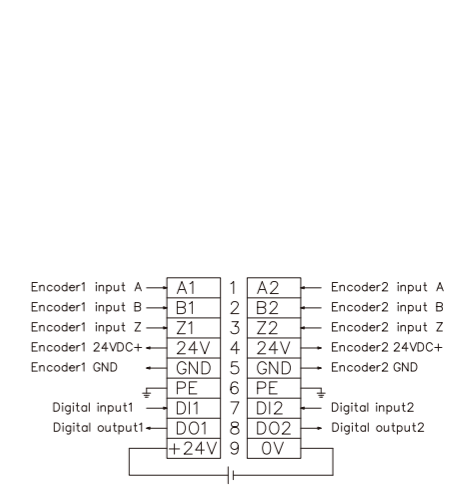 Encoder1 input A A1 1 A2 Encoder2 input A
Encoder1 input B B1 2 B2 Encoder2 input B
Encoder1 input Z Z1 3 Z2 Encoder2 input Z
Encoder1 24VDC+ 24V 4 24V Encoder2 24VDC+
Encoder1 GND GND 5 GND Encoder2 GND
PE 6 PE
Digital input1 DI1 7 DI2 Digital input2
Digital output1 DO1 8 DO2 Digital output2
+24V 9 0V